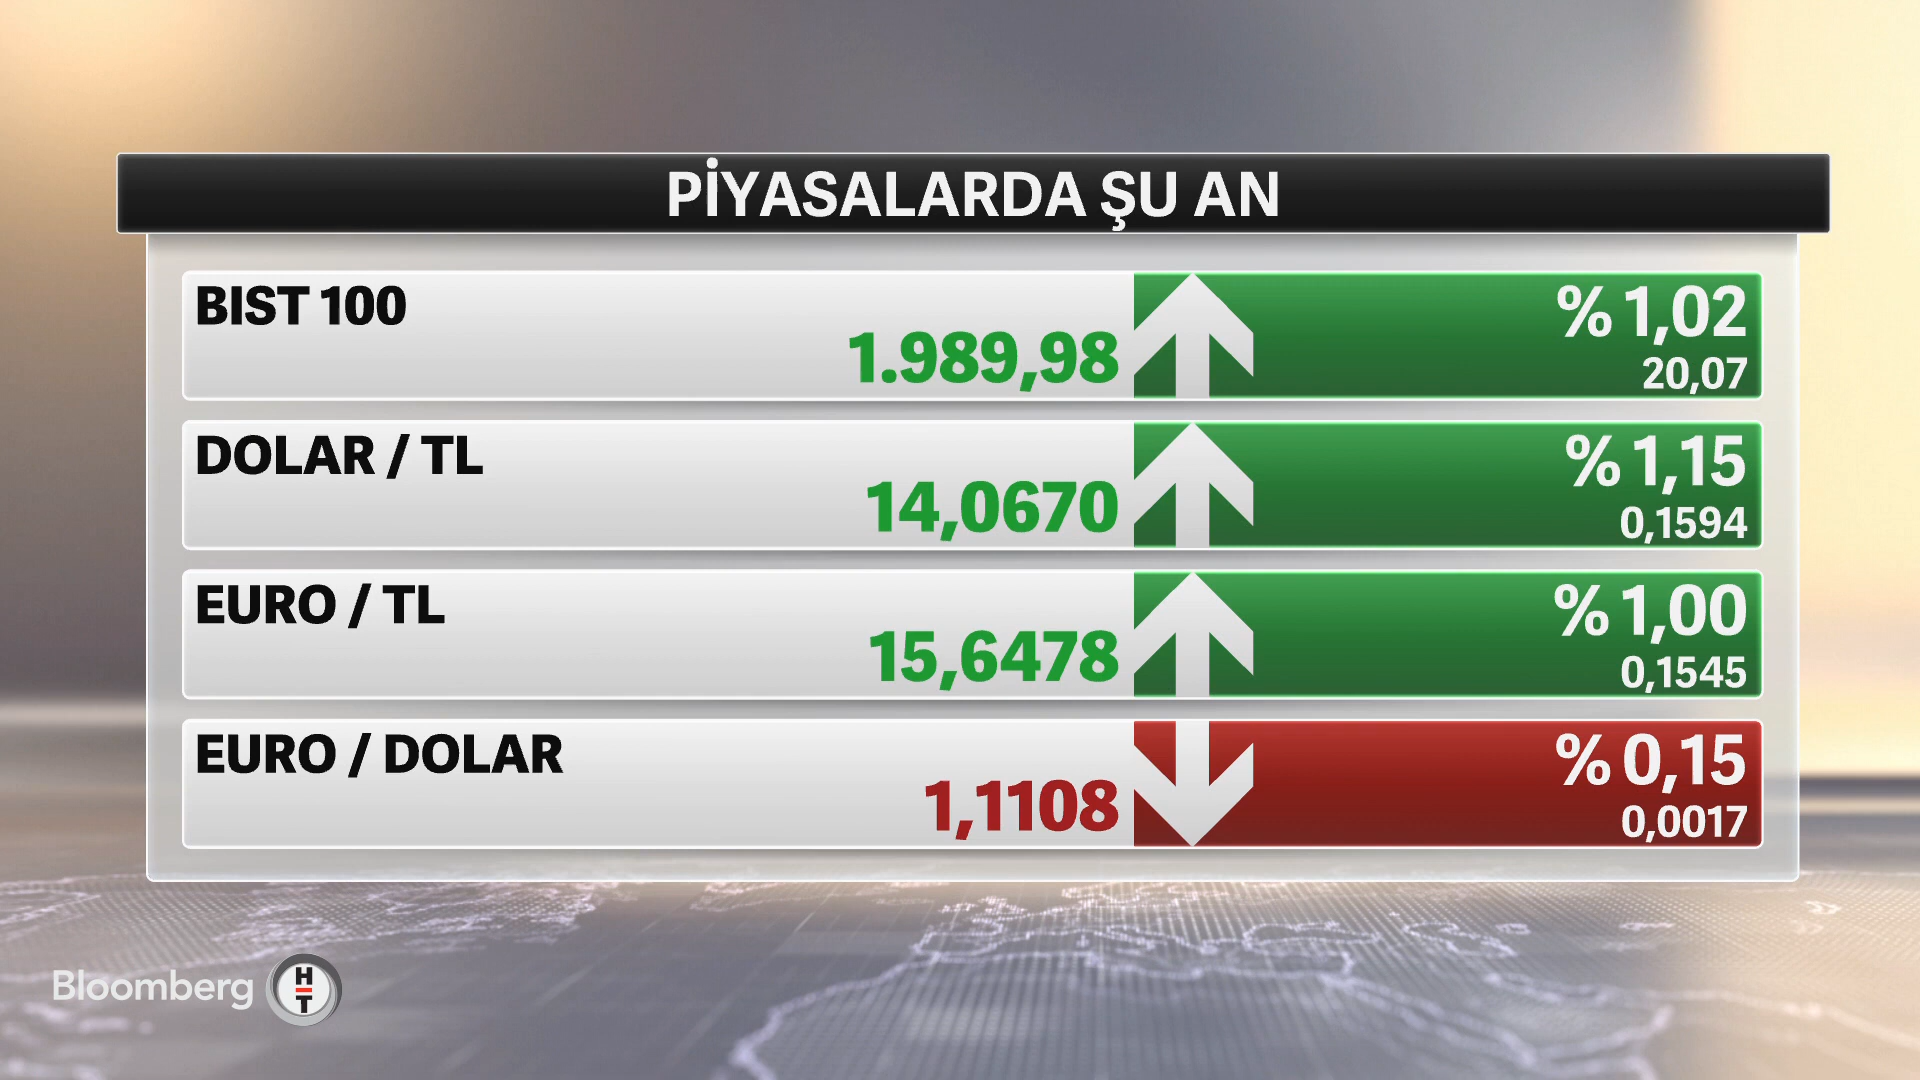 PİYASALARDA ŞU AN
BIST 100
1.989,98
% 1,02
20,07
DOLAR / TL
14,0670
% 1,15
0,1594
EURO / TL
15,6478
% 1,00
0,1545
EURO / DOLAR
1,1108
% 0,15
0,0017
Bloomberg HT